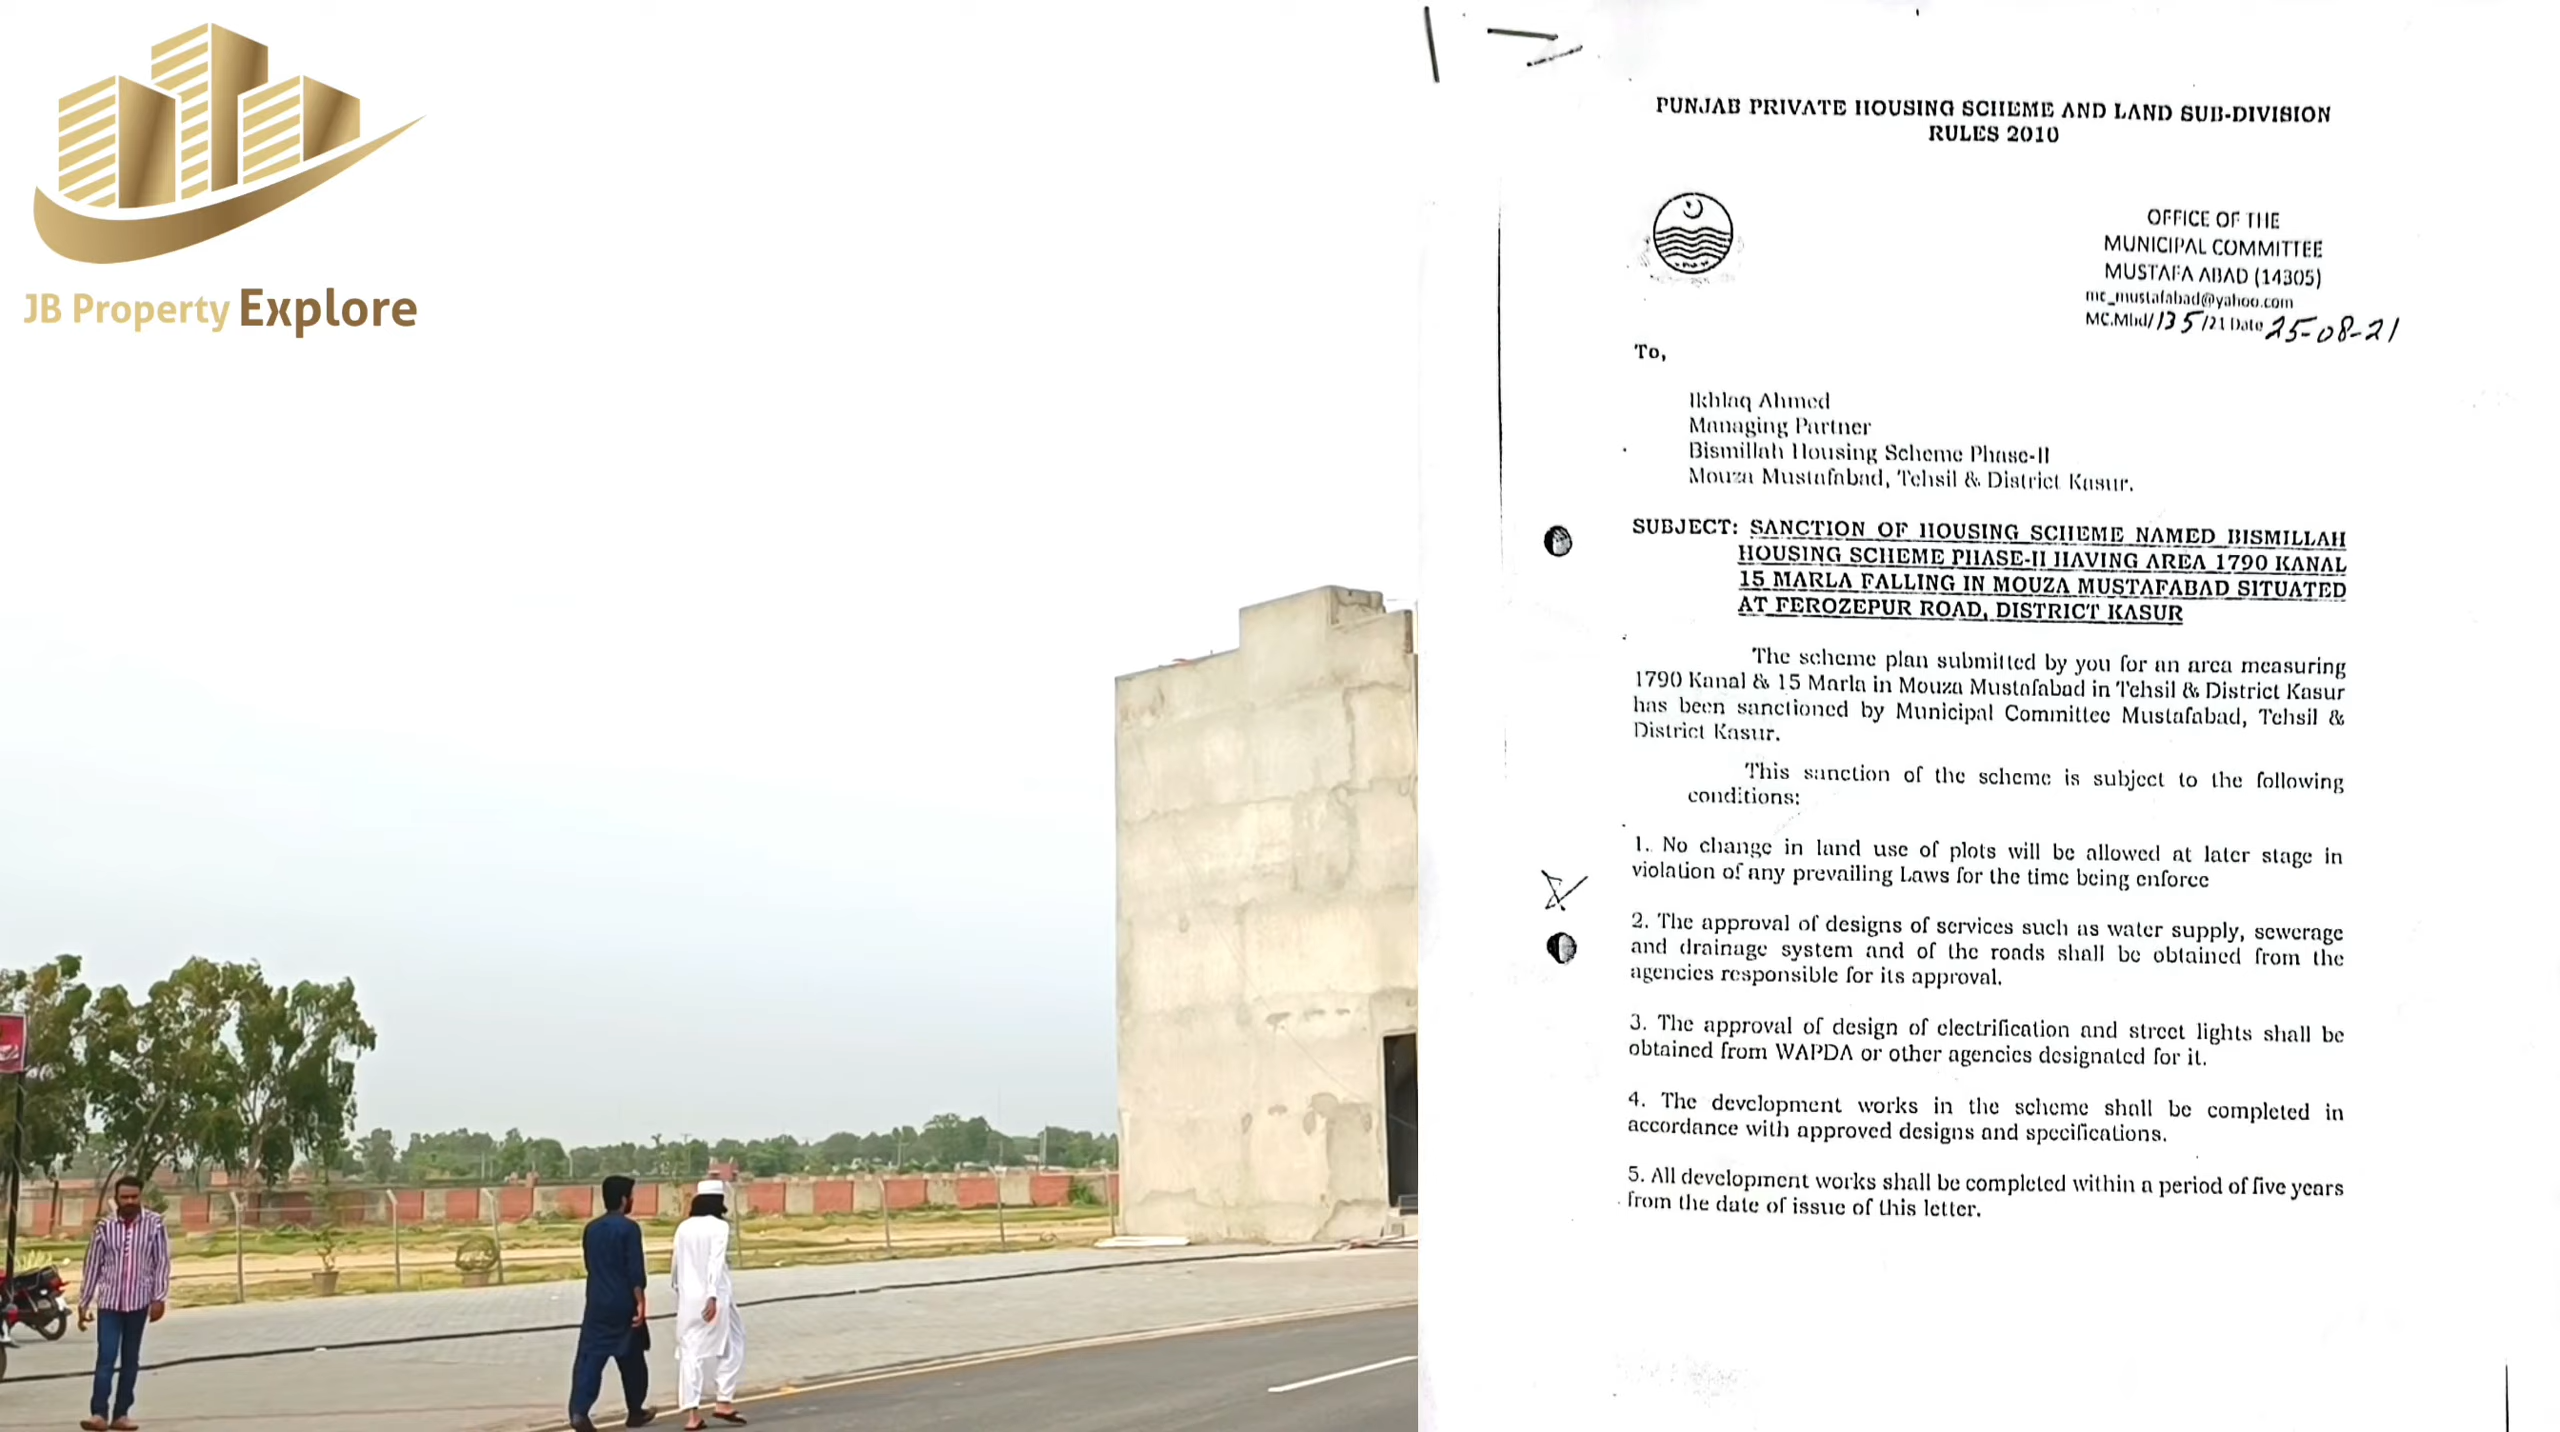 JB Property Explore
PUNJAB PRIVATE HOUSING SCHEME AND LAND SUB-DIVISION
RULES 2010
OFFICE OF THE
MUNICIPAL COMMITTEE
MUSTAFA ABAD (14305)
mc_mustafabad@yahoo.com
MC.Mbd/135/21 Date 25-08-21
To,
Ikhlaq Ahmed
Managing Partner
Bismillah Housing Scheme Phase-II
Mouza Mustafabad, Tehsil & District Kasur.
SUBJECT: SANCTION OF HOUSING SCHEME NAMED BISMILLAH
HOUSING SCHEME PHASE-II HAVING AREA 1790 KANAL
15 MARLA FALLING IN MOUZA MUSTAFABAD SITUATED
AT FEROZEPUR ROAD, DISTRICT KASUR
The scheme plan submitted by you for an area measuring
1790 Kanal & 15 Marla in Mouza Mustafabad in Tehsil & District Kasur
has been sanctioned by Municipal Committee Mustafabad, Tehsil &
District Kasur.
This sanction of the scheme is subject to the following
conditions:
1. No change in land use of plots will be allowed at later stage in
violation of any prevailing Laws for the time being enforce
2. The approval of designs of services such as water supply, sewerage
and drainage system and of the roads shall be obtained from the
agencies responsible for its approval.
3. The approval of design of electrification and street lights shall be
obtained from WAPDA or other agencies designated for it.
4. The development works in the scheme shall be completed in
accordance with approved designs and specifications.
5. All development works shall be completed within a period of five years
from the date of issue of this letter.